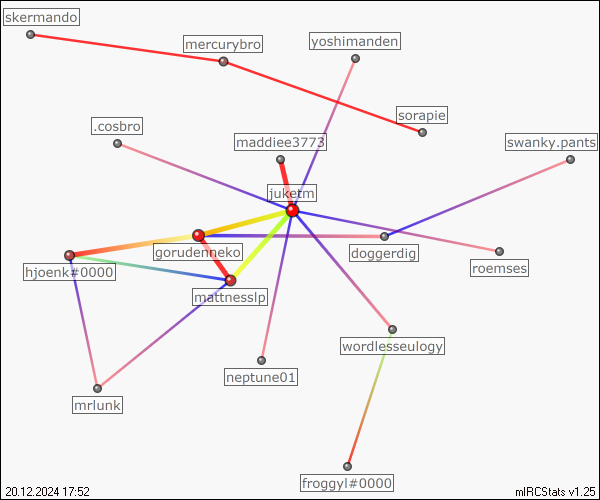 skermando
mercurybro
yoshimanden
sorapie
.cosbro
maddiee3773
swanky.pants
juketm
gorudenneko
doggerdig
roemses
hjoenk#0000
mattnesslp
wordlesseulogy
neptune01
mrlunk
froggyl#0000
20.12.2024 17:52
mIRCStats v1.25